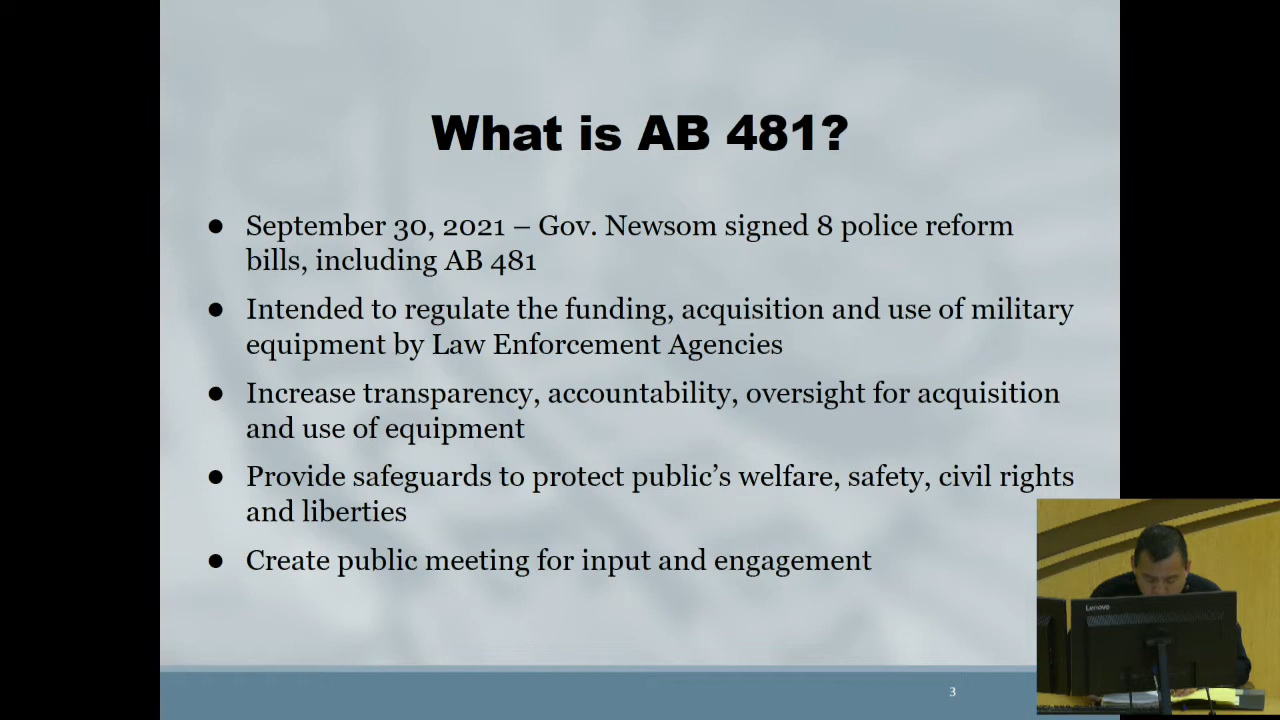 What is AB 481?
● September 30, 2021 – Gov. Newsom signed 8 police reform
bills, including AB 481
● Intended to regulate the funding, acquisition and use of military
equipment by Law Enforcement Agencies
● Increase transparency, accountability, oversight for acquisition
and use of equipment
● Provide safeguards to protect public’s welfare, safety, civil rights
and liberties
● Create public meeting for input and engagement
3
Lenovo